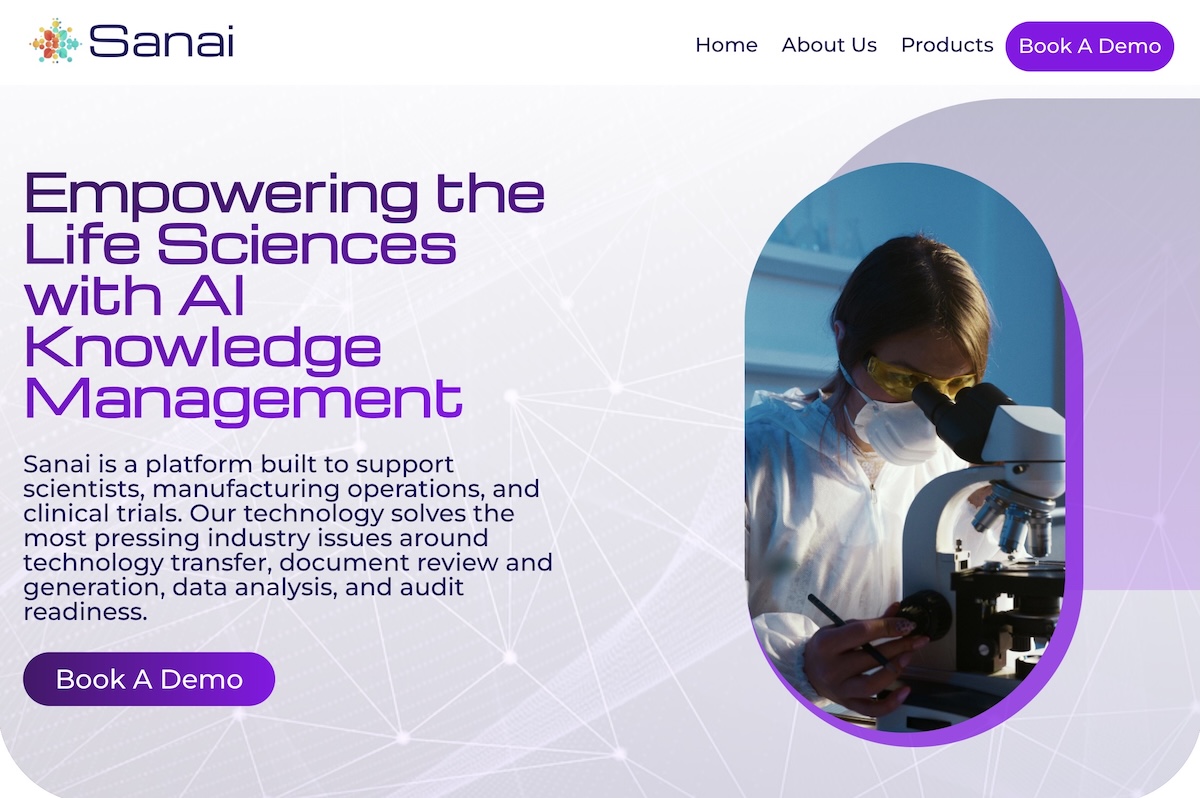 Sanai
Home
About Us
Products
Book A Demo
Empowering the
Life Sciences
with AI
Knowledge
Management
Sanai is a platform built to support
scientists, manufacturing operations, and
clinical trials. Our technology solves the
most pressing industry issues around
technology transfer, document review and
generation, data analysis, and audit
readiness.
Book A Demo